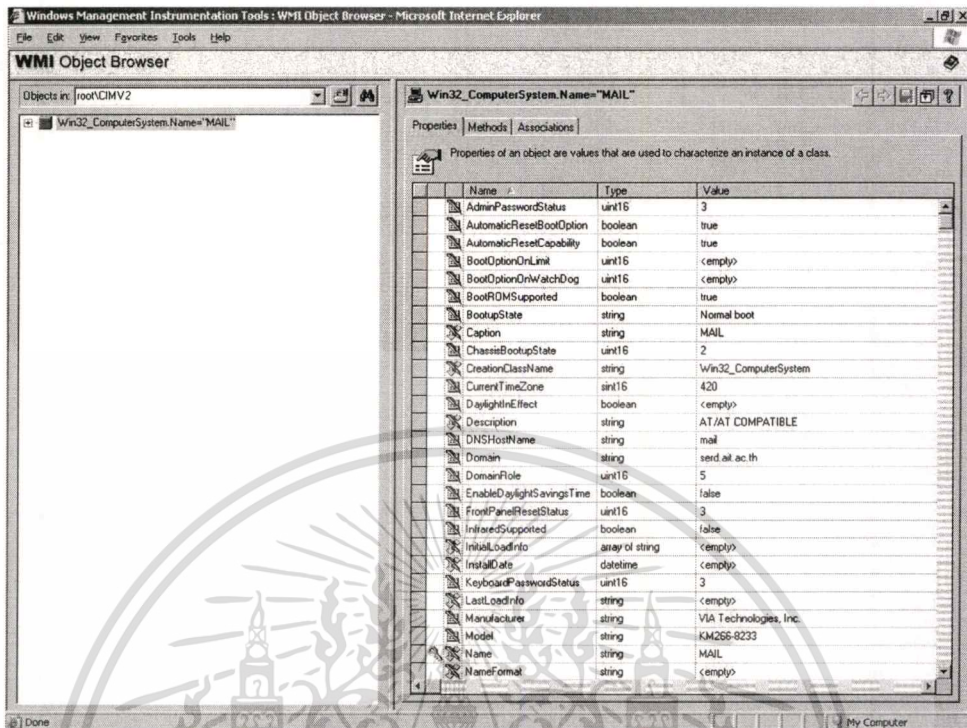 Windows Management Instrumentation Tools : WMI Object Browser - Microsoft Internet Explorer
File Edit View Favorites Tools Help
WMI Object Browser
Objects in: root\CIMV2
Win32_ComputerSystem.Name="MAIL"
Win32_ComputerSystem.Name="MAIL"
Properties Methods Associations
Properties of an object are values that are used to characterize an instance of a class.
Name Type Value
AdminPasswordStatus uint16 3
AutomaticResetBootOption boolean true
AutomaticResetCapability boolean true
BootOptionOnLimit uint16 <empty>
BootOptionOnWatchDog uint16 <empty>
BootROMSupported boolean true
BootupState string Normal boot
Caption string MAIL
ChassisBootupState uint16 2
CreationClassName string Win32_ComputerSystem
CurrentTimeZone sint16 420
DaylightInEffect boolean <empty>
Description string AT/AT COMPATIBLE
DNSHostName string mail
Domain string serd.ait.ac.th
DomainRole uint16 5
EnableDaylightSavingsTime boolean false
FrontPanelResetStatus uint16 3
InfraredSupported boolean false
InitialLoadInfo array of string <empty>
InstallDate datetime <empty>
KeyboardPasswordStatus uint16 3
LastLoadInfo string <empty>
Manufacturer string VIA Technologies, Inc.
Model string KM266-8233
Name string MAIL
NameFormat string <empty>
Done
My Computer